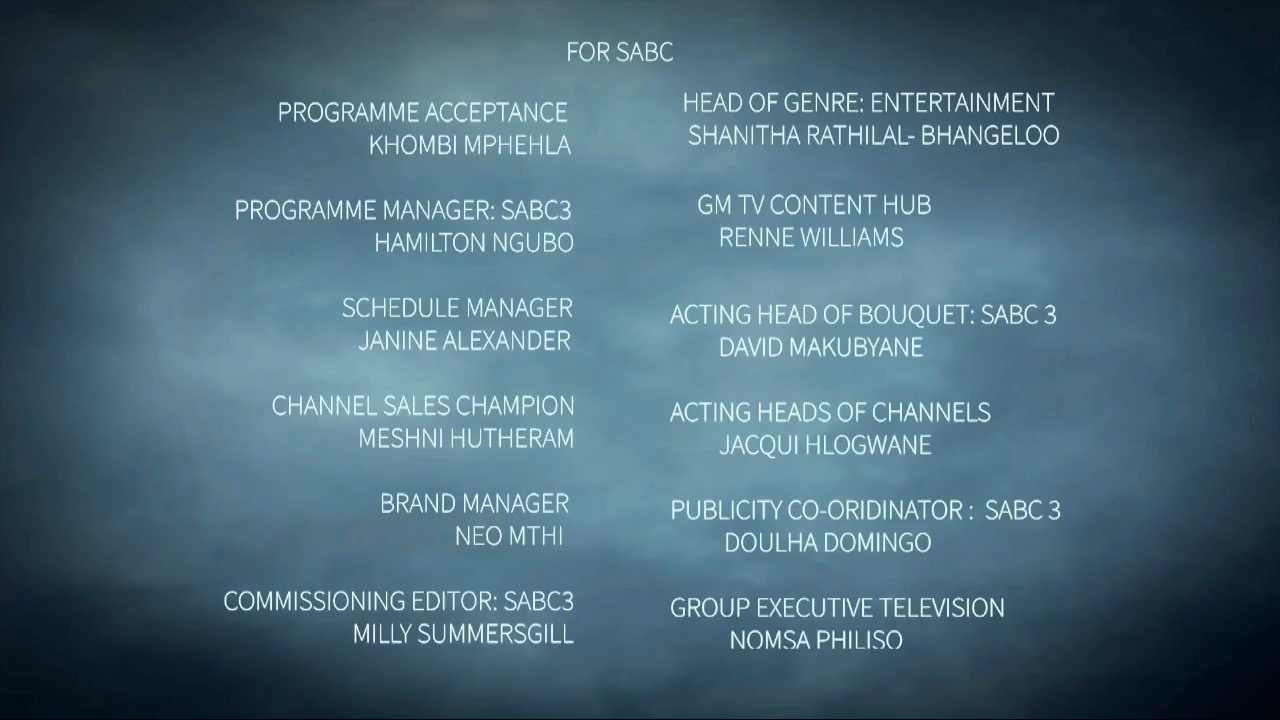 FOR SABC
PROGRAMME ACCEPTANCE
KHOMBI MPHEHLA
PROGRAMME MANAGER: SABC3
HAMILTON NGUBO
SCHEDULE MANAGER
JANINE ALEXANDER
CHANNEL SALES CHAMPION
MESHNI HUTHERAM
BRAND MANAGER
NEO MTHI
COMMISSIONING EDITOR: SABC3
MILLY SUMMERSGILL
HEAD OF GENRE: ENTERTAINMENT
SHANITHA RATHILAL- BHANGELOO
GM TV CONTENT HUB
RENNE WILLIAMS
ACTING HEAD OF BOUQUET: SABC 3
DAVID MAKUBYANE
ACTING HEADS OF CHANNELS
JACQUI HLOGWANE
PUBLICITY CO-ORIDINATOR : SABC 3
DOULHA DOMINGO
GROUP EXECUTIVE TELEVISION
NOMSA PHILISO